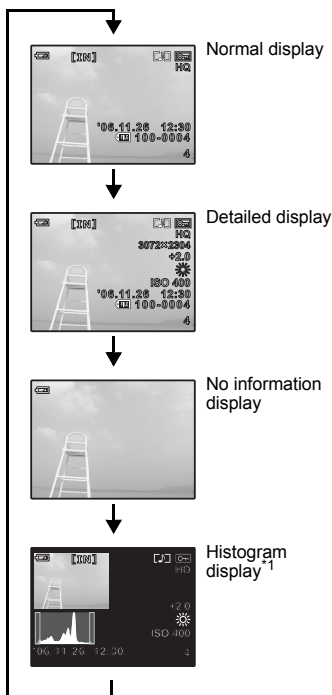 [IN]
HQ
'06.11.26 12:30
100-0004
4
Normal display
[IN]
HQ
3072×2304
+2.0
ISO 400
'06.11.26 12:30
100-0004
4
Detailed display
No information
display
[IN]
HQ
+2.0
ISO 400
'06.11.26 12:30
4
Histogram
display*1